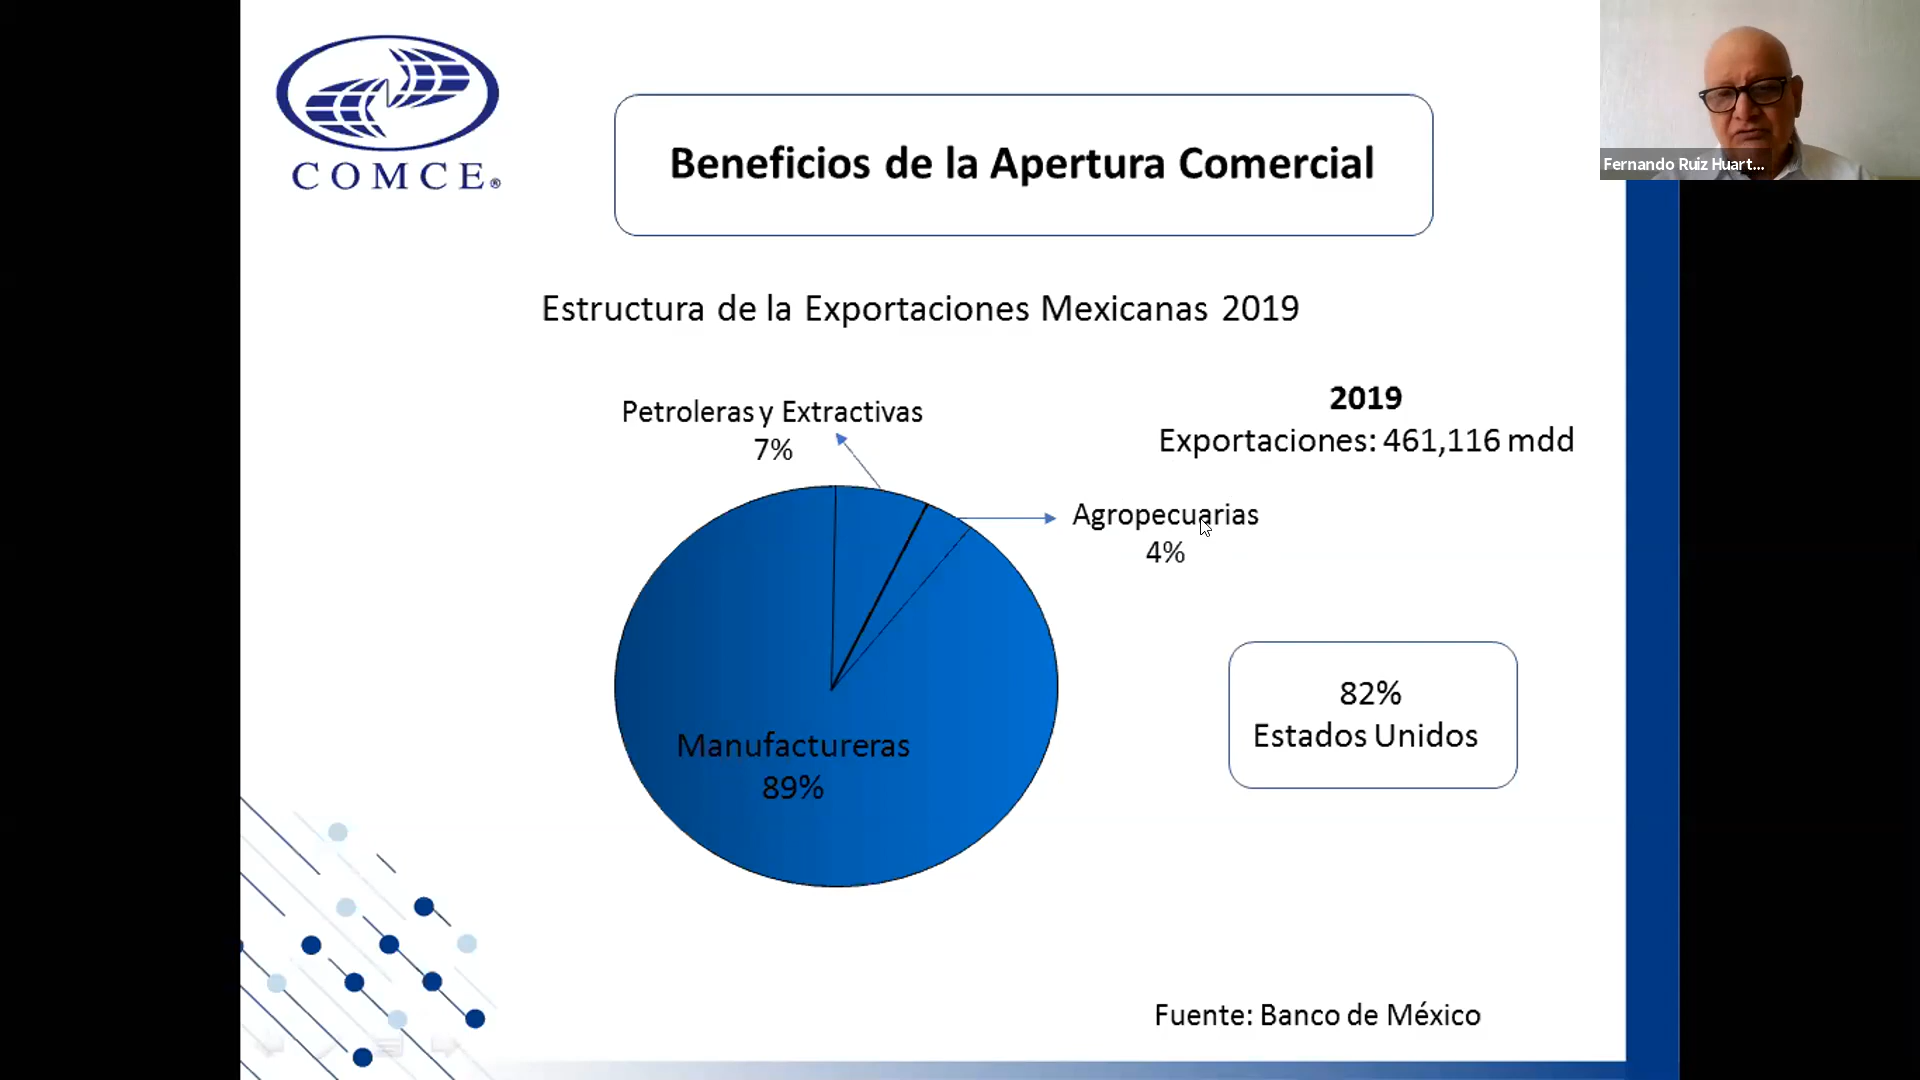 COMCE®
Beneficios de la Apertura Comercial
Fernando Ruiz Huart...
Estructura de la Exportaciones Mexicanas 2019
Petroleras y Extractivas
7%
2019
Exportaciones: 461,116 mdd
Agropecuarias
4%
82%
Estados Unidos
Manufactureras
89%
Fuente: Banco de México